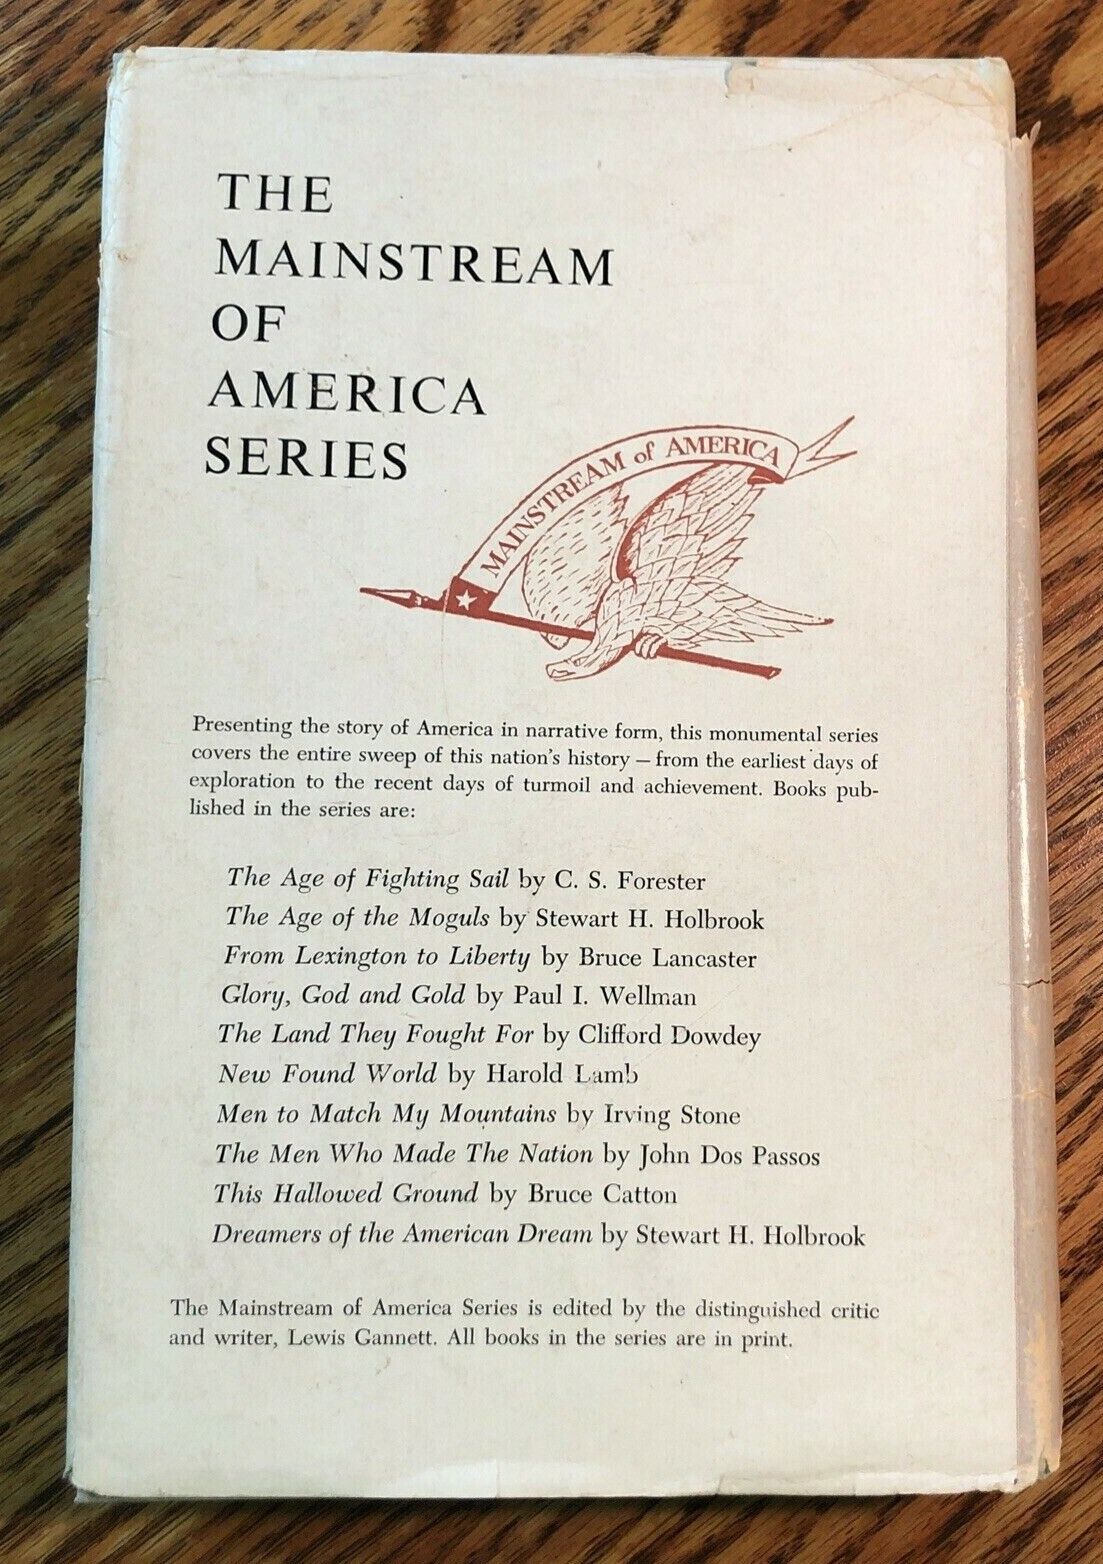 THE
MAINSTREAM
OF
AMERICA
SERIES
MAINSTREAM of AMERICA
Presenting the story of America in narrative form, this monumental series
covers the entire sweep of this nation's history — from the earliest days of
exploration to the recent days of turmoil and achievement. Books pub-
lished in the series are:
The Age of Fighting Sail by C. S. Forester
The Age of the Moguls by Stewart H. Holbrook
From Lexington to Liberty by Bruce Lancaster
Glory, God and Gold by Paul I. Wellman
The Land They Fought For by Clifford Dowdey
New Found World by Harold Lamb
Men to Match My Mountains by Irving Stone
The Men Who Made The Nation by John Dos Passos
This Hallowed Ground by Bruce Catton
Dreamers of the American Dream by Stewart H. Holbrook
The Mainstream of America Series is edited by the distinguished critic
and writer, Lewis Gannett. All books in the series are in print.